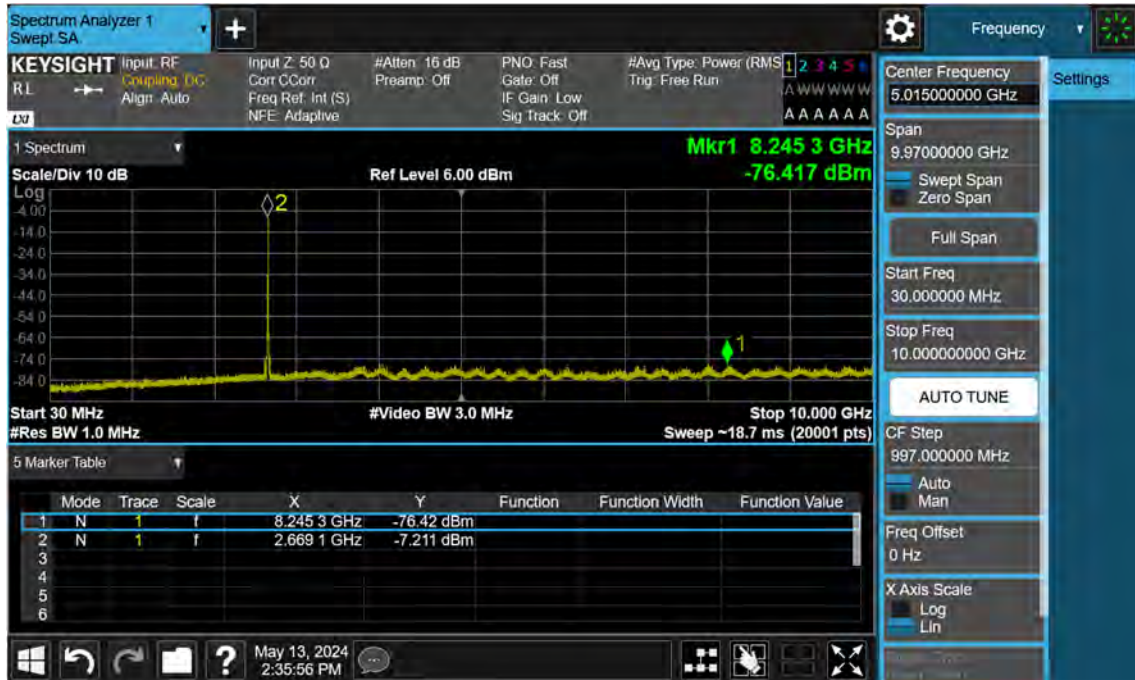 Spectrum Analyzer 1
Swept SA
Frequency
KEYSIGHT
RL
LXI
Input: RF
Coupling: DC
Align: Auto
Input Z: 50 Ω
Corr CCorr
Freq Ref: Int (S)
NFE: Adaptive
#Atten: 16 dB
Preamp: Off
PNO: Fast
Gate: Off
IF Gain: Low
Sig Track: Off
#Avg Type: Power (RMS
Trig: Free Run
1 2 3 4 5 6
A W W W W W
A A A A A A
1 Spectrum
Scale/Div 10 dB
Ref Level 6.00 dBm
Mkr1 8.245 3 GHz
-76.417 dBm
Log
-4.00
-14.0
-24.0
-34.0
-44.0
-54.0
-64.0
-74.0
-84.0
2
1
Start 30 MHz
#Video BW 3.0 MHz
Stop 10.000 GHz
#Res BW 1.0 MHz
Sweep ~18.7 ms (20001 pts)
5 Marker Table
Mode Trace Scale X Y Function Function Width Function Value
1 N 1 f 8.245 3 GHz -76.42 dBm
2 N 1 f 2.669 1 GHz -7.211 dBm
3
4
5
6
May 13, 2024
2:35:56 PM
Center Frequency
5.015000000 GHz
Settings
Span
9.97000000 GHz
Swept Span
Zero Span
Full Span
Start Freq
30.000000 MHz
Stop Freq
10.000000000 GHz
AUTO TUNE
CF Step
997.000000 MHz
Auto
Man
Freq Offset
0 Hz
X Axis Scale
Log
Lin